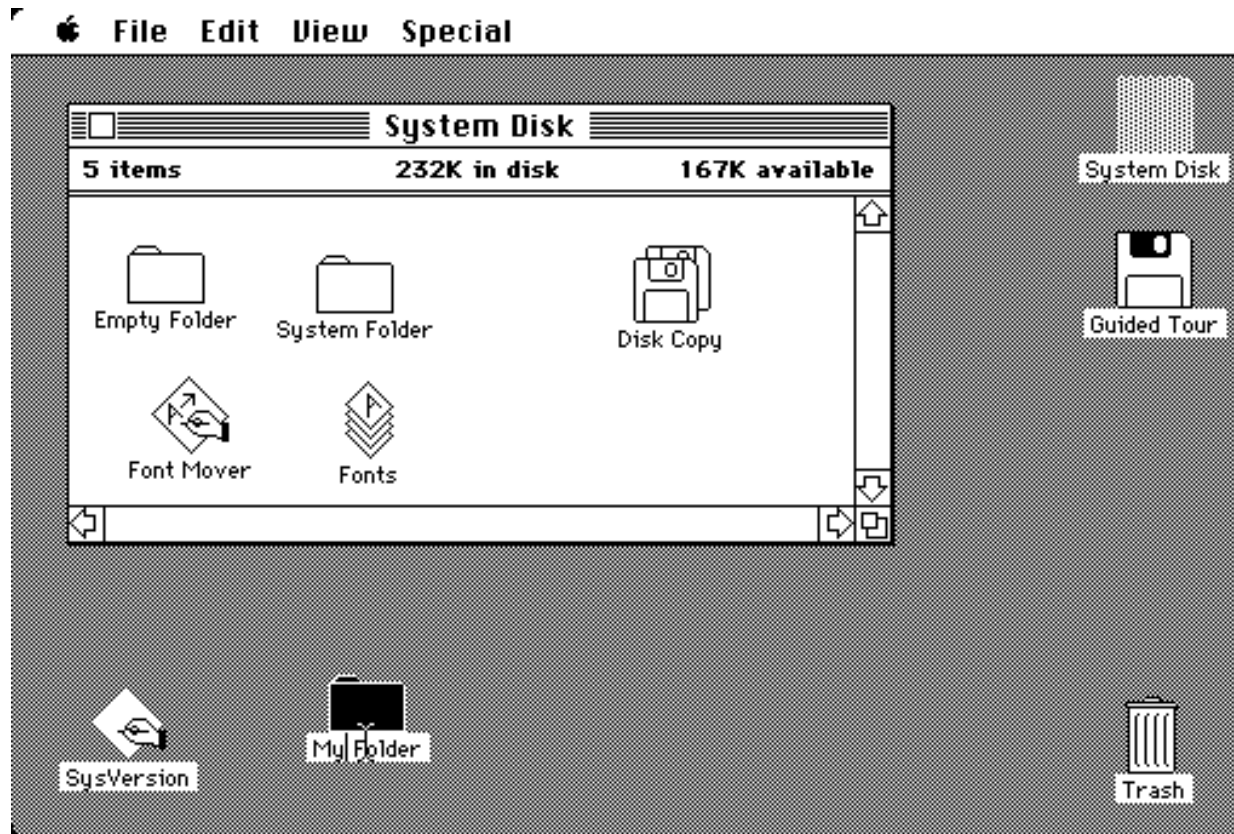 File Edit View Special
System Disk
5 items 232K in disk 167K available
Empty Folder
System Folder
Disk Copy
Font Mover
Fonts
System Disk
Guided Tour
SysVersion
My Folder
Trash